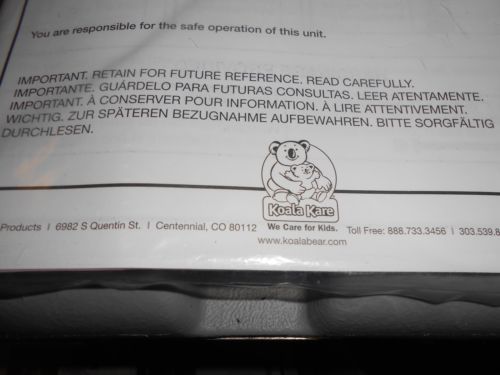 You are responsible for the safe operation of this unit.
IMPORTANT. RETAIN FOR FUTURE REFERENCE. READ CAREFULLY.
IMPORTANTE. GUÁRDELO PARA FUTURAS CONSULTAS. LEER ATENTAMENTE.
IMPORTANT. À CONSERVER POUR INFORMATION. À LIRE ATTENTIVEMENT.
WICHTIG. ZUR SPÄTEREN BEZUGNAHME AUFBEWAHREN. BITTE SORGFÄLTIG
DURCHLESEN.
Koala Kare
Products | 6982 S Quentin St. | Centennial, CO 80112 We Care for Kids. Toll Free: 888.733.3456 | 303.539.8
www.koalabear.com